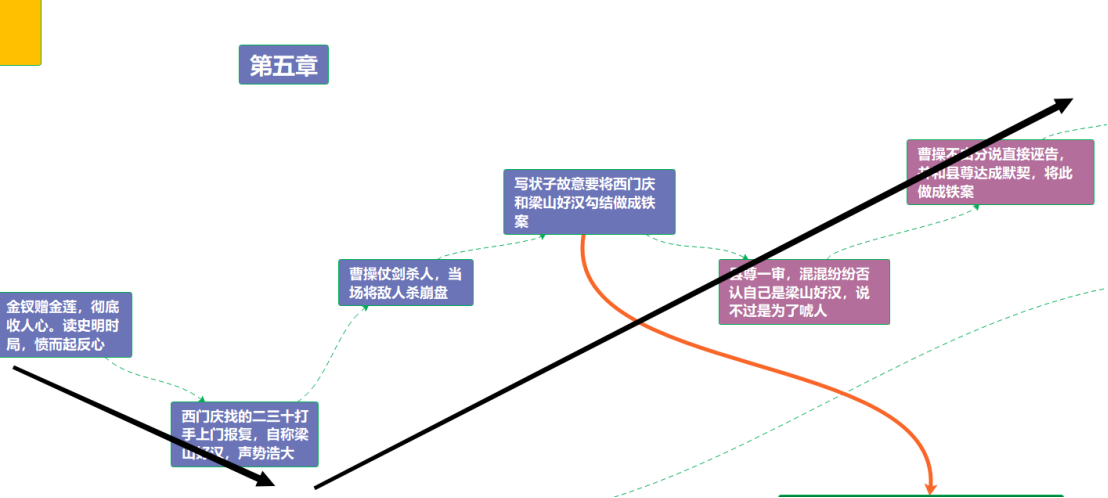 第五章
金钗赠金莲，彻底
收人心。读史明时
局，愤而起反心
西门庆找的二三十打
手上门报复，自称梁
山好汉，声势浩大
曹操仗剑杀人，当
场将敌人杀崩盘
写状子故意要将西门庆
和梁山好汉勾结做成铁
案
县尊一审，混混纷纷否
认自己是梁山好汉，说
不过是为了唬人
曹操不由分说直接诬告，
并和县尊达成默契，将此
做成铁案